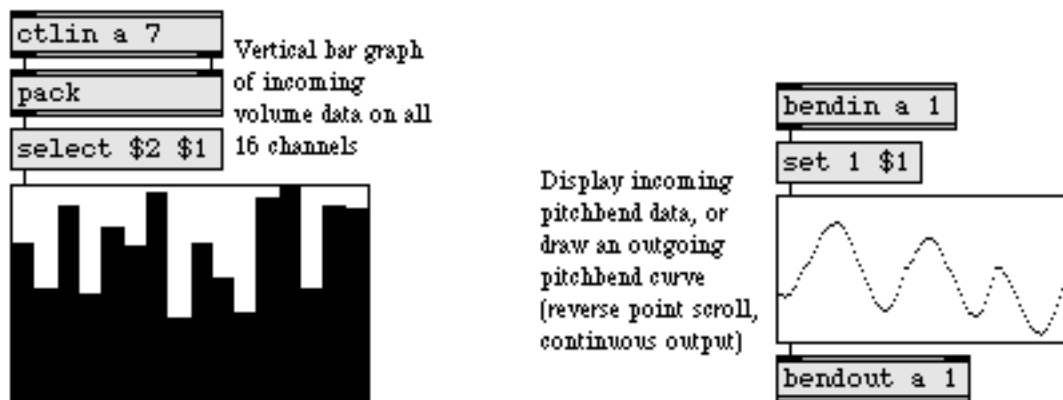 ctlin a 7
pack
select $2 $1
Vertical bar graph
of incoming
volume data on all
16 channels
Display incoming
pitchbend data, or
draw an outgoing
pitchbend curve
(reverse point scroll,
continuous output)
bendin a 1
set 1 $1
bendout a 1